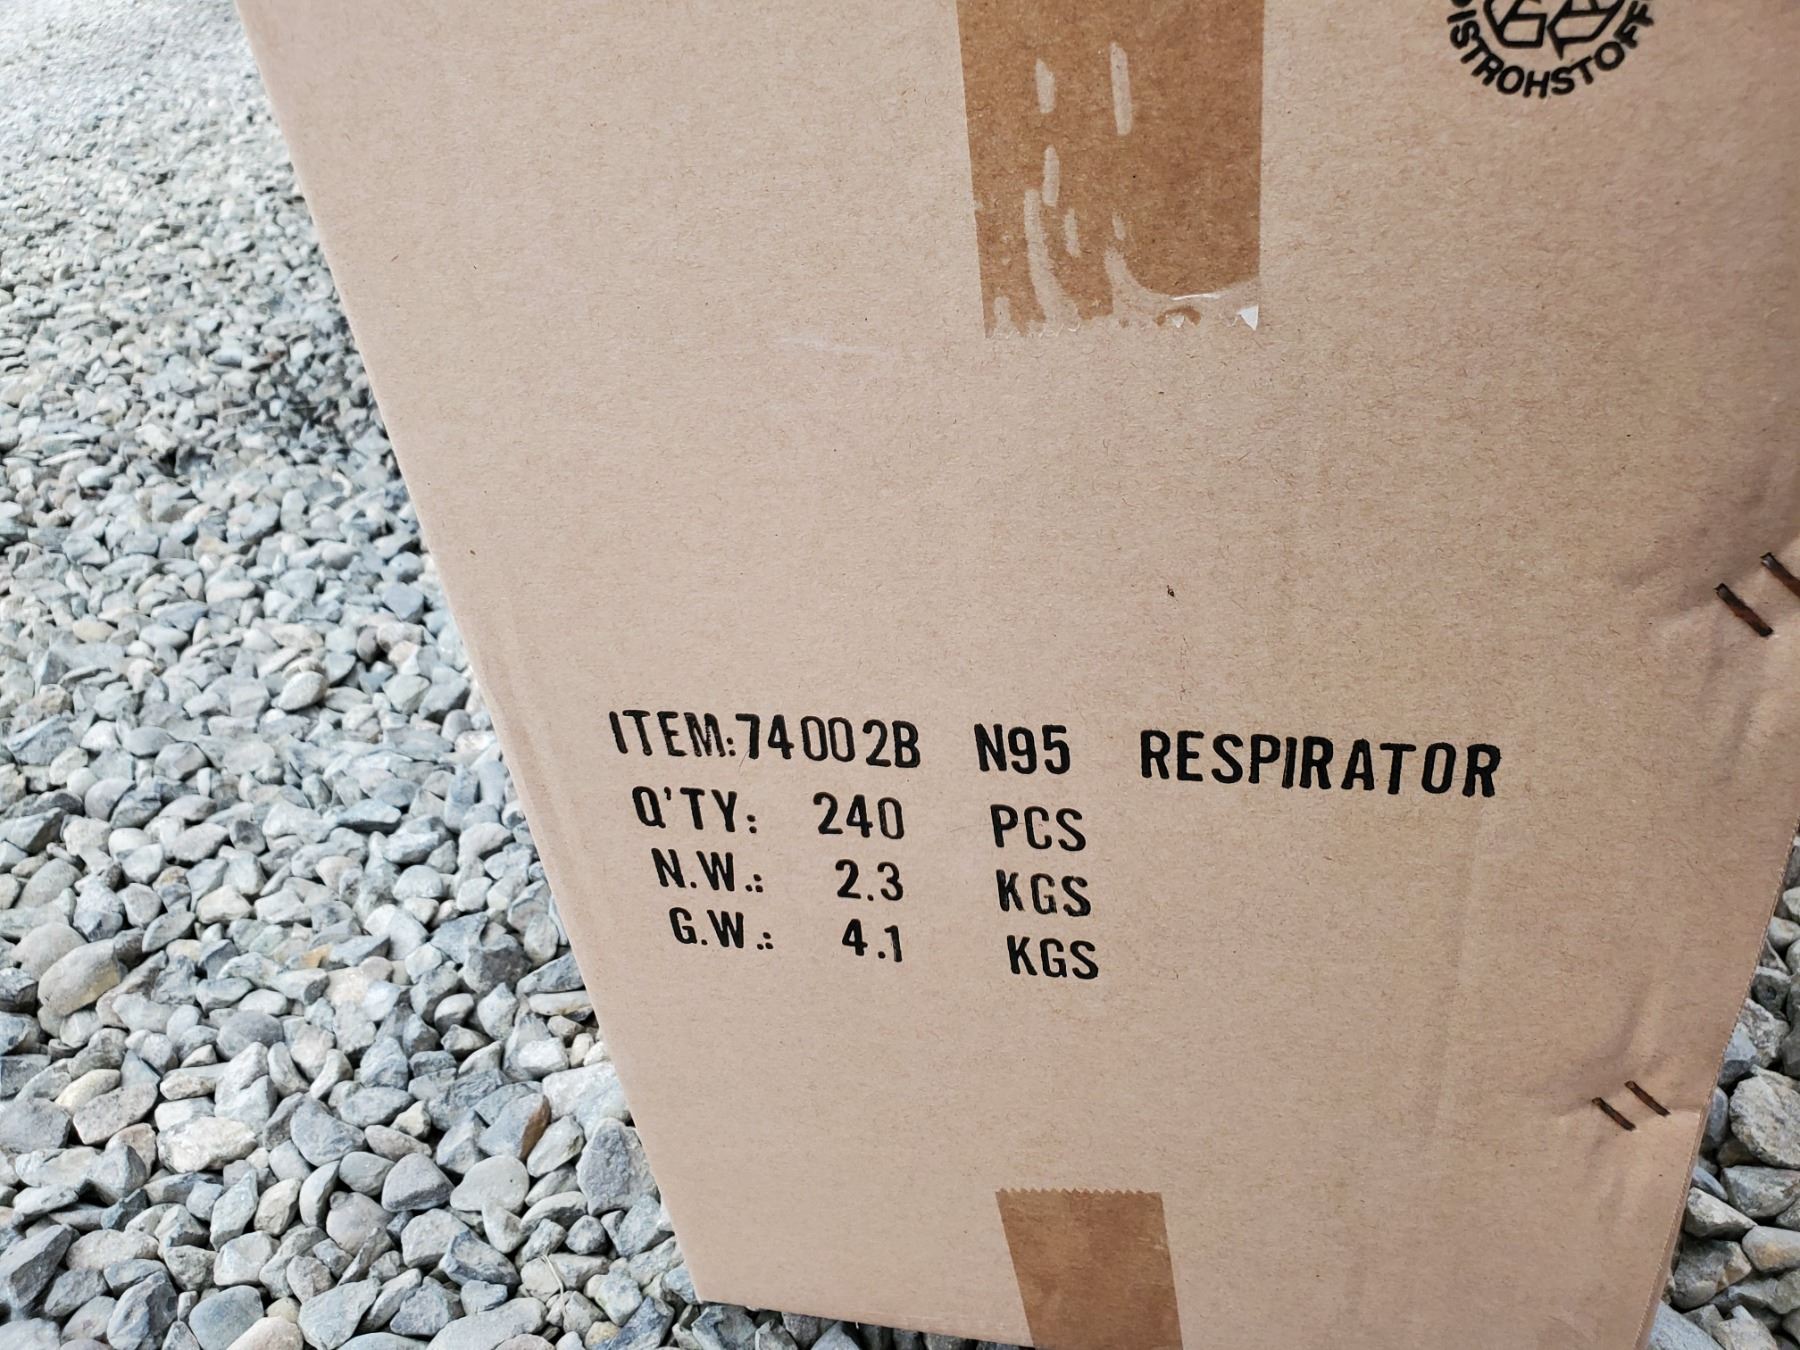 ISTROHSTOFF
ITEM:74002B N95 RESPIRATOR
Q'TY: 240 PCS
N.W.: 2.3 KGS
G.W.: 4.1 KGS